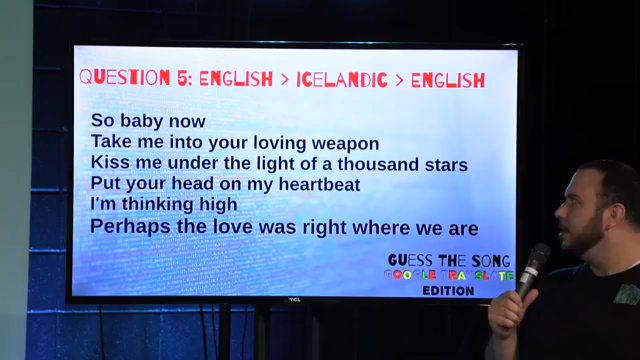 QUESTION 5: ENGLISH > ICELANDIC > ENGLISH
So baby now
Take me into your loving weapon
Kiss me under the light of a thousand stars
Put your head on my heartbeat
I'm thinking high
Perhaps the love was right where we are
GUESS THE SONG
GOOGLE TRANSLATE
EDITION
TCL